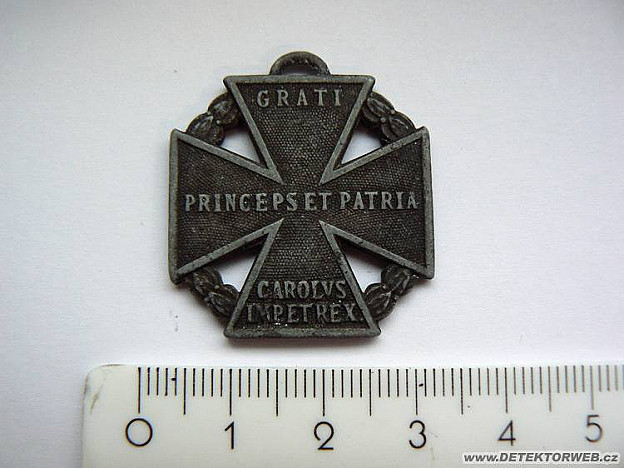 GRATI
PRINCEPS ET PATRIA
CAROLVS
IMP ET REX
0 1 2 3 4 5
www.DETEKTORWEB.cz